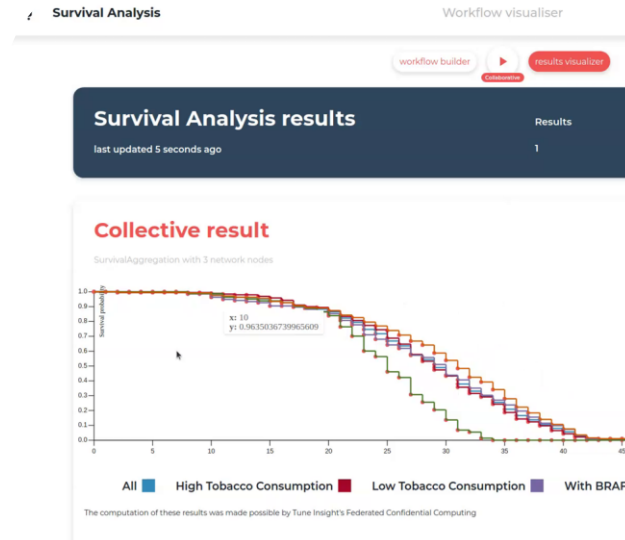 Survival Analysis
Workflow visualiser
workflow builder
Collaborative
results visualizer
Survival Analysis results
Results
last updated 5 seconds ago
1
Collective result
SurvivalAggregation with 3 network nodes
Survival probability
1.0
0.9
0.8
0.7
0.6
0.5
0.4
0.3
0.2
0.1
0.0
x: 10
y: 0.9635036739965609
0 5 10 15 20 25 30 35 40 45
All High Tobacco Consumption Low Tobacco Consumption With BRAF
The computation of these results was made possible by Tune Insight's Federated Confidential Computing